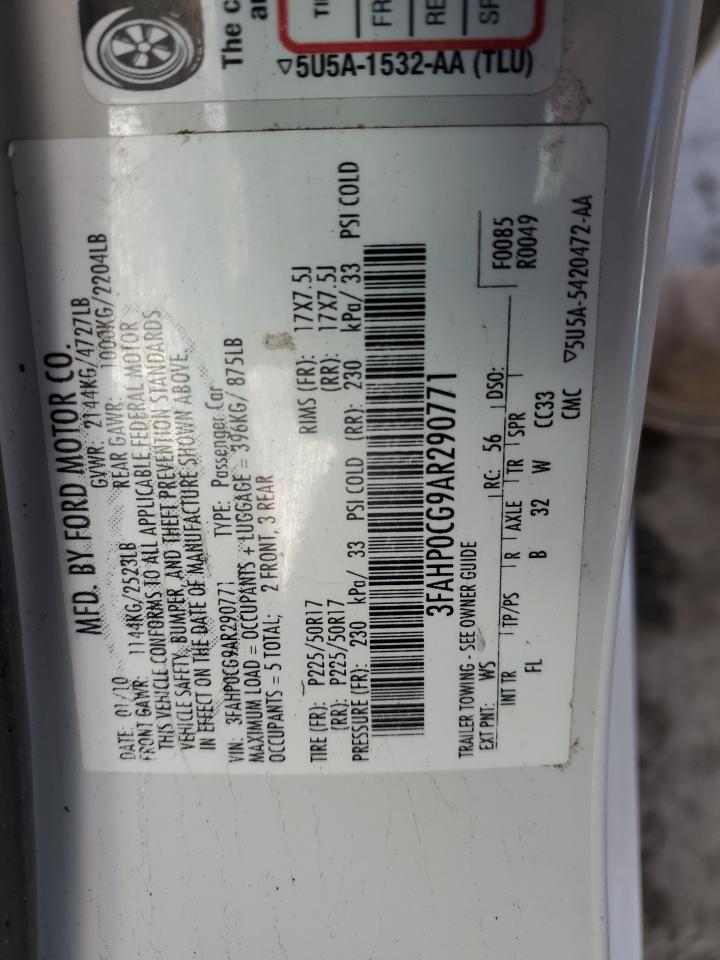 The c
an
TI
FR
RE
SP
▽5U5A-1532-AA (TLU)
MFD. BY FORD MOTOR CO.
DATE: 01/10 GVWR: 2144KG/4727LB
FRONT GAWR: 1144KG/2523LB REAR GAWR: 1000KG/2204LB
THIS VEHICLE CONFORMS TO ALL APPLICABLE FEDERAL MOTOR
VEHICLE SAFETY, BUMPER, AND THEFT PREVENTION STANDARDS
IN EFFECT ON THE DATE OF MANUFACTURE SHOWN ABOVE.
VIN: 3FAHP0CG9AR290771 TYPE: Passenger Car
MAXIMUM LOAD = OCCUPANTS + LUGGAGE = 396KG/ 875LB
OCCUPANTS = 5 TOTAL; 2 FRONT, 3 REAR
TIRE (FR): P225/50R17 RIMS (FR): 17X7.5J
(RR): P225/50R17 (RR): 17X7.5J
PRESSURE (FR): 230 kPa/ 33 PSI COLD (RR): 230 kPa/ 33 PSI COLD
3FAHP0CG9AR290771
TRAILER TOWING - SEE OWNER GUIDE F0085
EXT PNT: WS RC: 56 DSO: R0049
INT TR TP/PS R AXLE TR SPR
FL B 32 W CC33
CMC ▽5U5A-5420472-AA